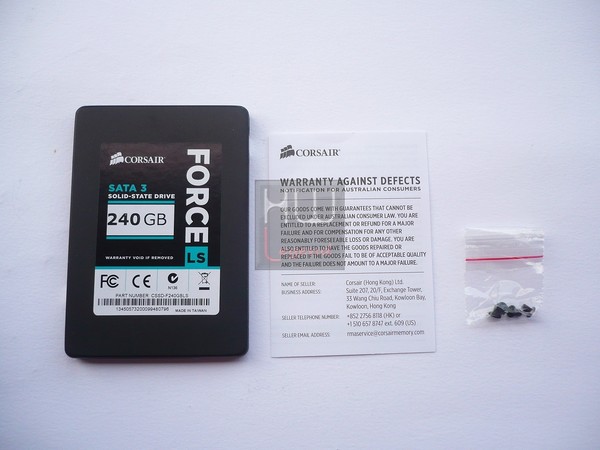 CORSAIR
SATA 3
SOLID-STATE DRIVE
240 GB
FORCE
LS
WARRANTY VOID IF REMOVED
FC CE N136
PART NUMBER: CSSD-F240GBLS
MADE IN TAIWAN
CORSAIR
WARRANTY AGAINST DEFECTS
NOTIFICATION FOR AUSTRALIAN CONSUMERS
OUR GOODS COME WITH GUARANTEES THAT CANNOT BE
EXCLUDED UNDER AUSTRALIAN CONSUMER LAW. YOU ARE
ENTITLED TO A REPLACEMENT OR REFUND FOR A MAJOR
FAILURE AND FOR COMPENSATION FOR ANY OTHER
REASONABLY FORESEEABLE LOSS OR DAMAGE. YOU ARE
ALSO ENTITLED TO HAVE THE GOODS REPAIRED OR
REPLACED IF THE GOODS FAIL TO BE OF ACCEPTABLE QUALITY
AND THE FAILURE DOES NOT AMOUNT TO A MAJOR FAILURE.
NAME OF SELLER: Corsair (Hong Kong) Ltd.
BUSINESS ADDRESS: Suite 207, 20/F, Exchange Tower,
33 Wang Chiu Road, Kowloon Bay,
Kowloon, Hong Kong
SELLER TELEPHONE NUMBER: +852 2756 8118 (HK) or
+1 510 657 8747 ext. 609 (US)
SELLER EMAIL ADDRESS: rmaservice@corsairmemory.com